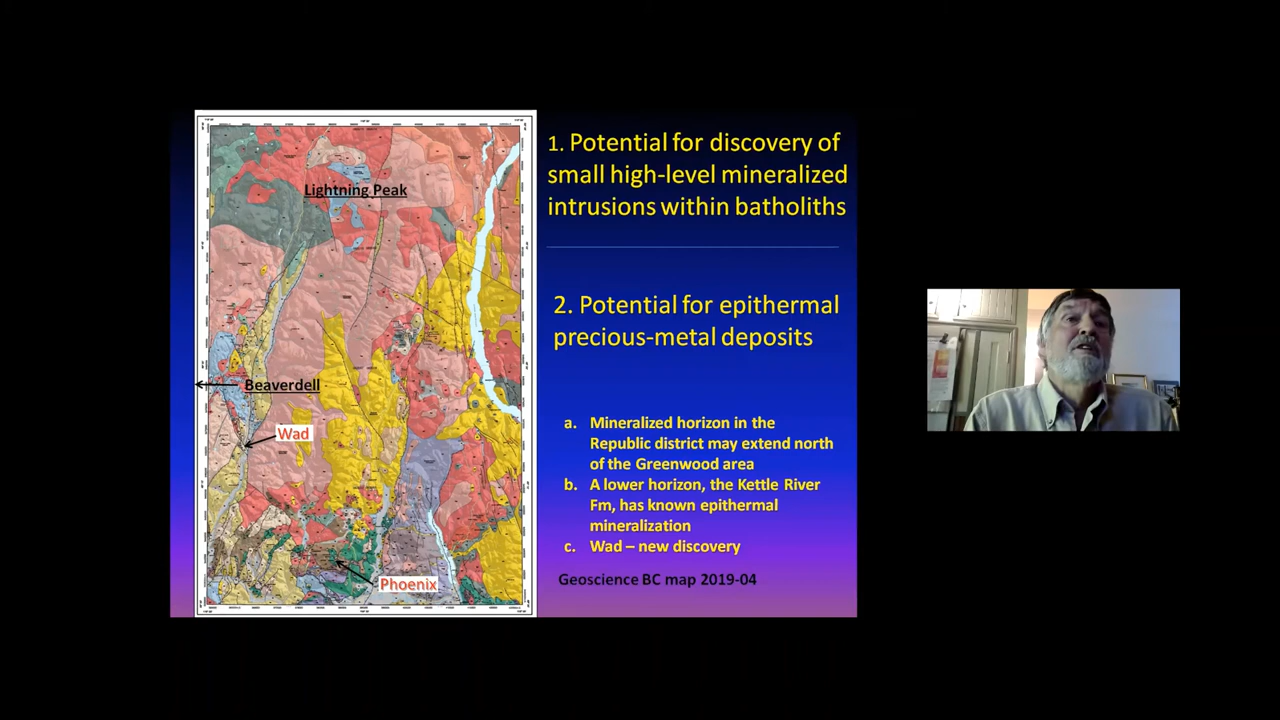 Lightning Peak
Beaverdell
Wad
Phoenix
1. Potential for discovery of
small high-level mineralized
intrusions within batholiths
2. Potential for epithermal
precious-metal deposits
a. Mineralized horizon in the
Republic district may extend north
of the Greenwood area
b. A lower horizon, the Kettle River
Fm, has known epithermal
mineralization
c. Wad – new discovery
Geoscience BC map 2019-04